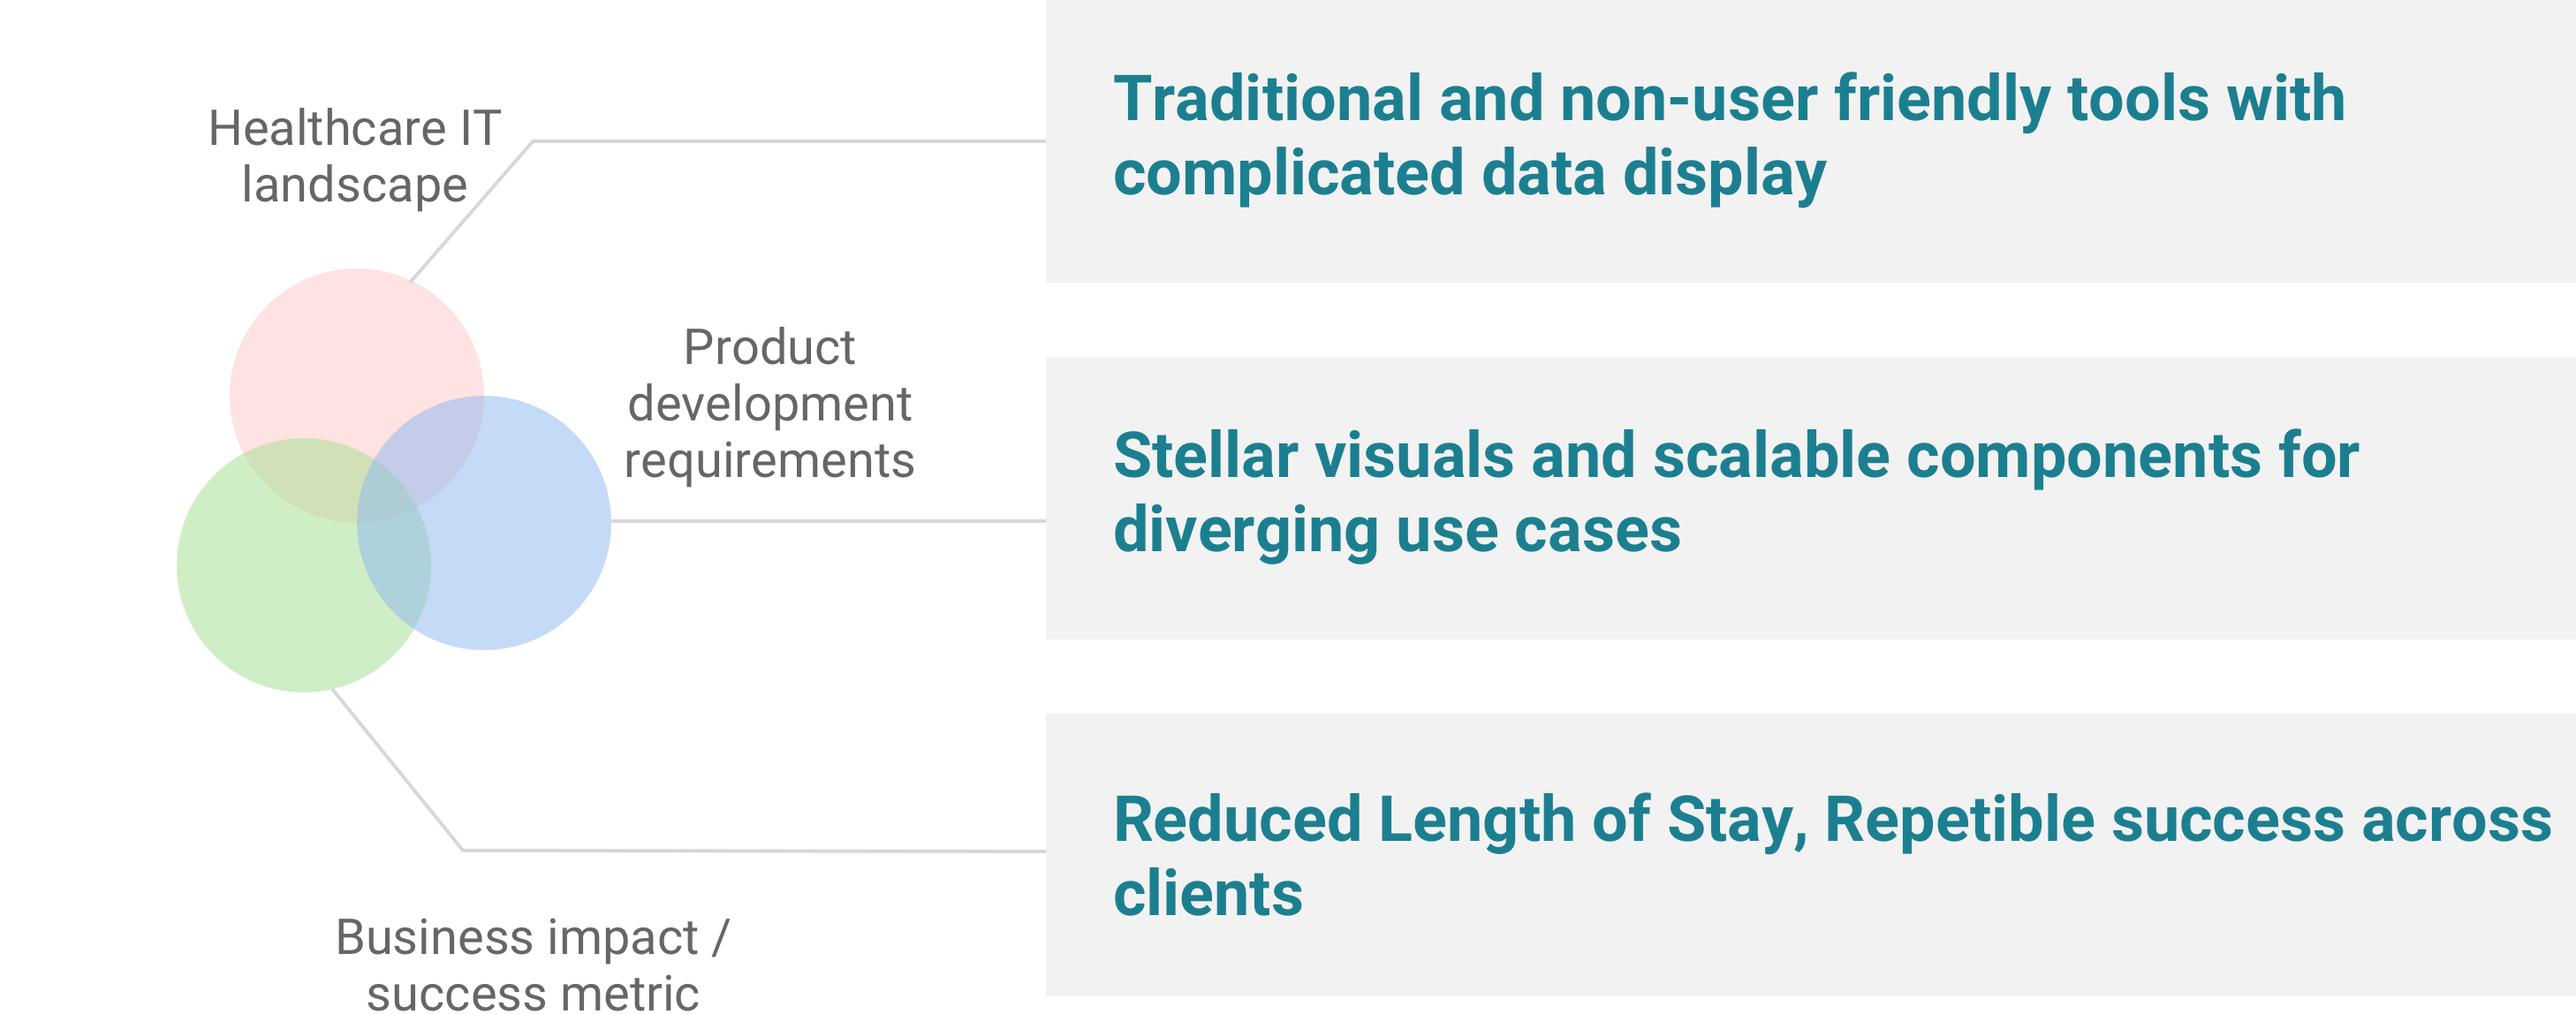 Healthcare IT
landscape
Traditional and non-user friendly tools with
complicated data display
Product
development
requirements
Stellar visuals and scalable components for
diverging use cases
Business impact /
success metric
Reduced Length of Stay, Repetible success across
clients